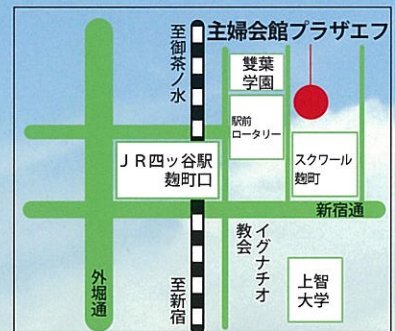 主婦会館プラザエフ
至御茶ノ水
雙葉
学園
駅前
ロータリー
JR四ッ谷駅
麹町口
スクワール
麹町
新宿通
イグナチオ
教会
外堀通
至新宿
上智
大学